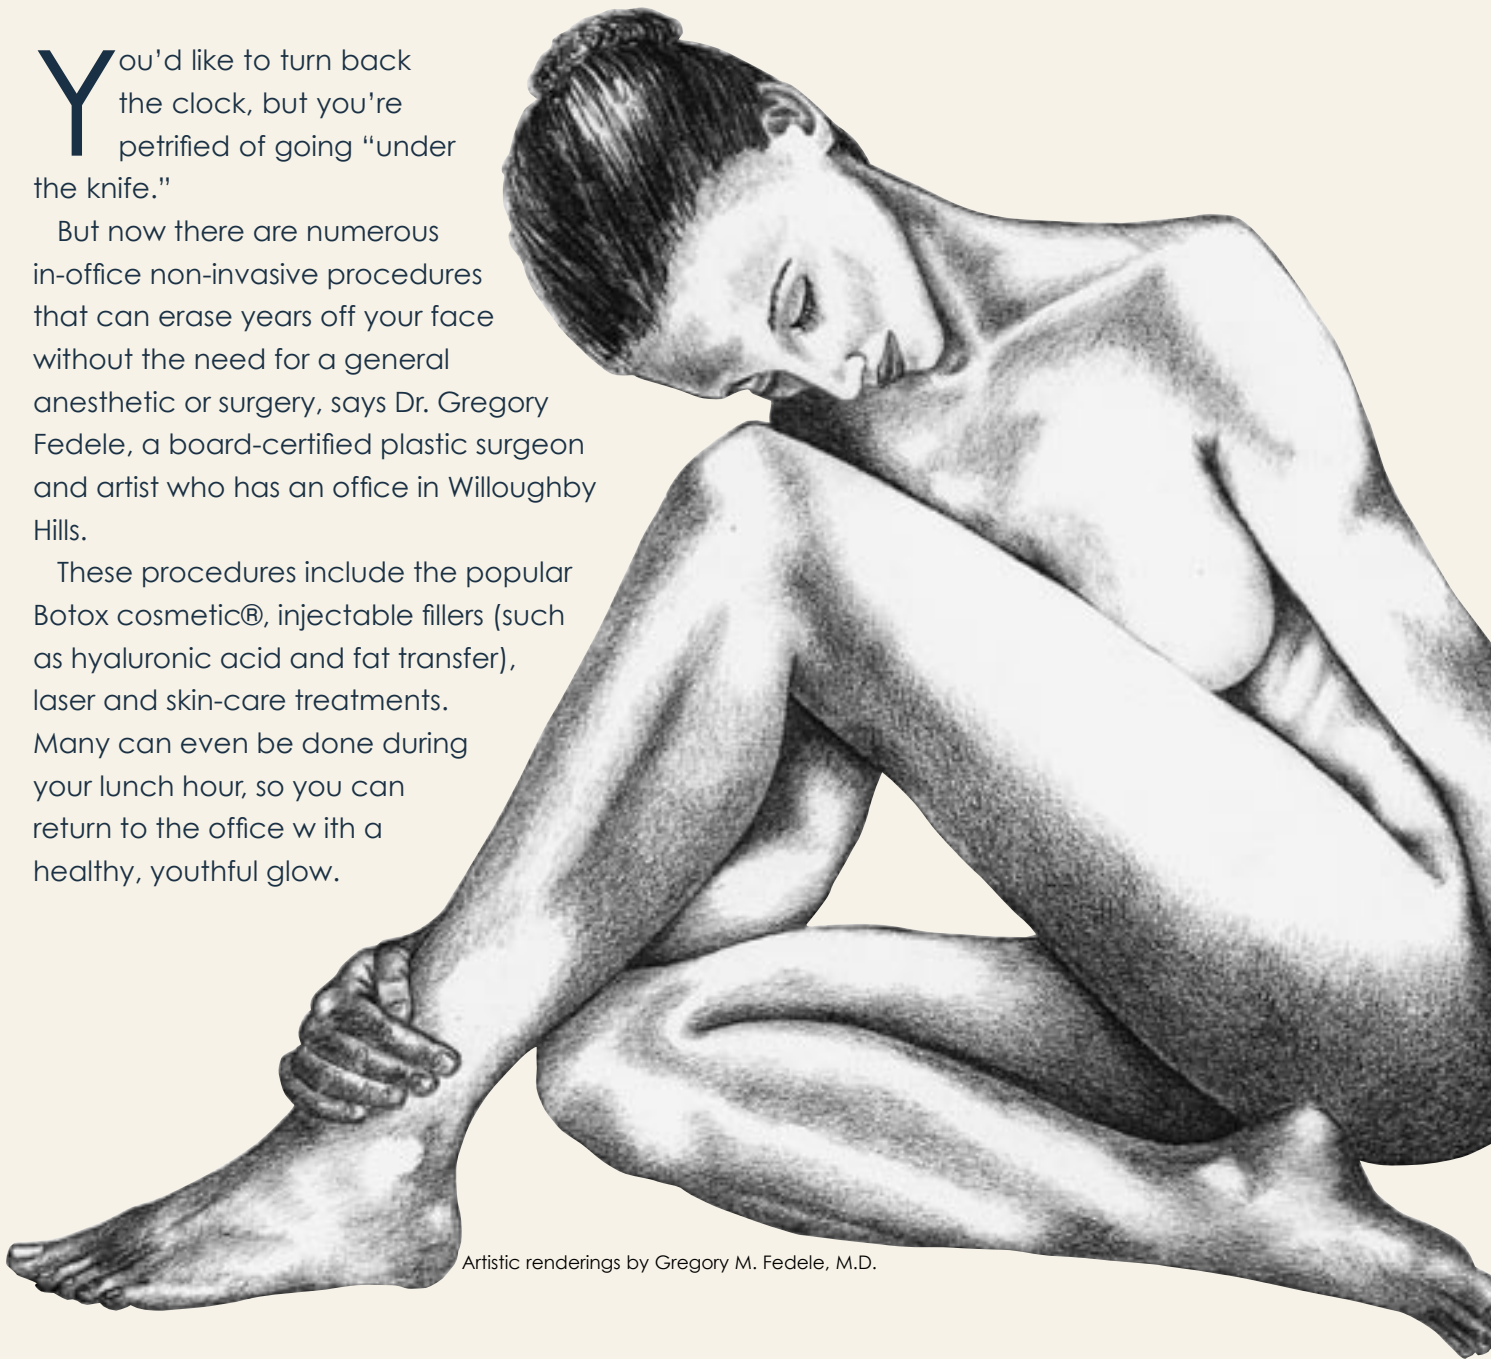 You’d like to turn back
the clock, but you’re
petrified of going “under
the knife.”
But now there are numerous
in-office non-invasive procedures
that can erase years off your face
without the need for a general
anesthetic or surgery, says Dr. Gregory
Fedele, a board-certified plastic surgeon
and artist who has an office in Willoughby
Hills.
These procedures include the popular
Botox cosmetic®, injectable fillers (such
as hyaluronic acid and fat transfer),
laser and skin-care treatments.
Many can even be done during
your lunch hour, so you can
return to the office w ith a
healthy, youthful glow.
Artistic renderings by Gregory M. Fedele, M.D.